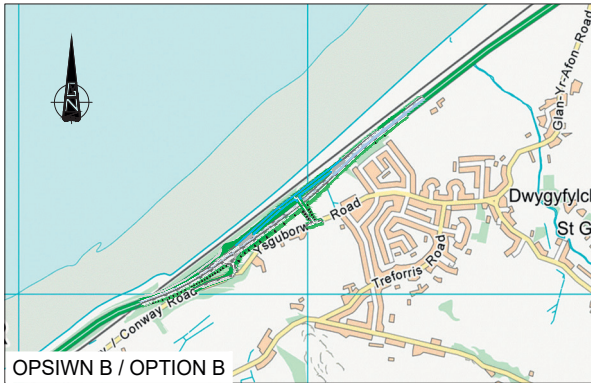 Glan-Yr-Afon-Road
Dwygyfylch
St G
Ysguborwen Road
Treforris Road
y / Conway Road
OPSIWN B / OPTION B